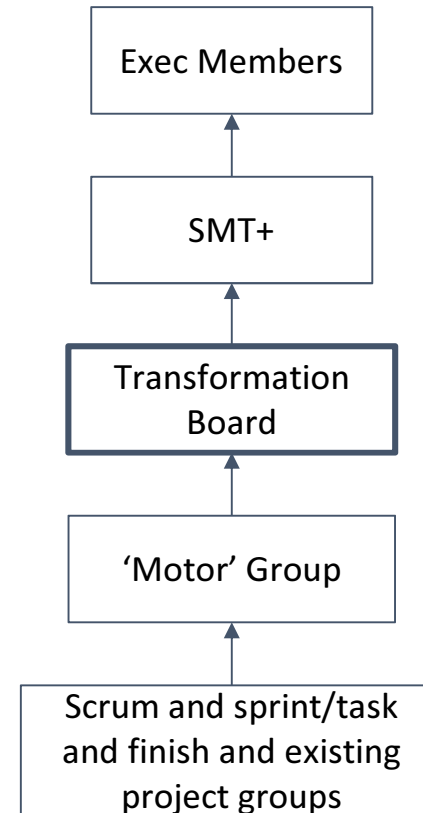 Exec Members
SMT+
Transformation
Board
‘Motor’ Group
Scrum and sprint/task
and finish and existing
project groups